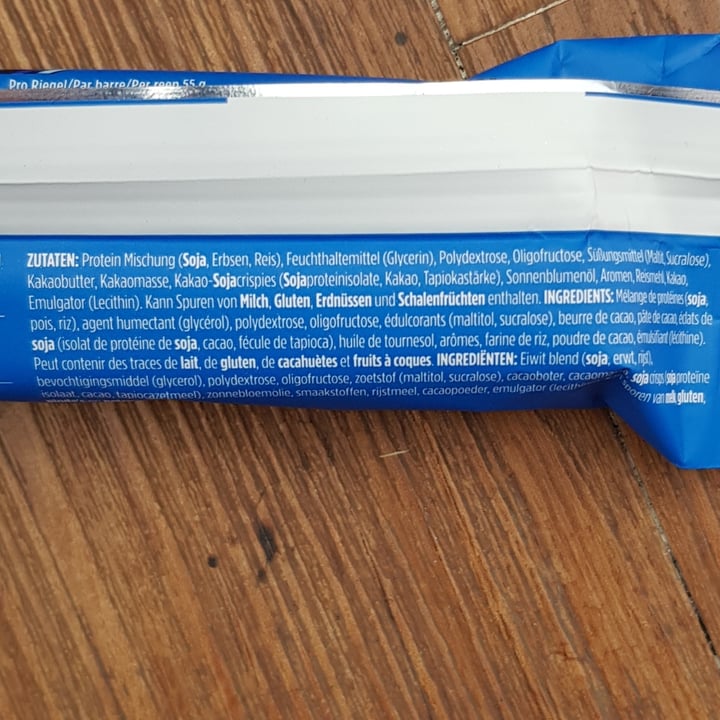 Pro Riegel/Par barre/Per reep 55 g
ZUTATEN: Protein Mischung (Soja, Erbsen, Reis), Feuchthaltemittel (Glycerin), Polydextrose, Oligofructose, Süßungsmittel (Maltit, Sucralose),
Kakaobutter, Kakaomasse, Kakao-Sojacrispies (Sojaproteinisolate, Kakao, Tapiokastärke), Sonnenblumenöl, Aromen, Reismehl, Kakao,
Emulgator (Lecithin). Kann Spuren von Milch, Gluten, Erdnüssen und Schalenfrüchten enthalten. INGREDIENTS: Mélange de protéines (soja,
pois, riz), agent humectant (glycérol), polydextrose, oligofructose, édulcorants (maltitol, sucralose), beurre de cacao, pâte de cacao, éclats de
soja (isolat de protéine de soja, cacao, fécule de tapioca), huile de tournesol, arômes, farine de riz, poudre de cacao, émulsifiant (lécithine).
Peut contenir des traces de lait, de gluten, de cacahuètes et fruits à coques. INGREDIËNTEN: Eiwit blend (soja, erwt, rijst),
bevochtigingsmiddel (glycerol), polydextrose, oligofructose, zoetstof (maltitol, sucralose), cacaoboter, soja crisps (sojaproteine
isolaat, cacao, tapiocazetmeel), zonnebloemolie, smaakstoffen, rijstmeel, cacaopoeder, emulgator sporen van melk, gluten,